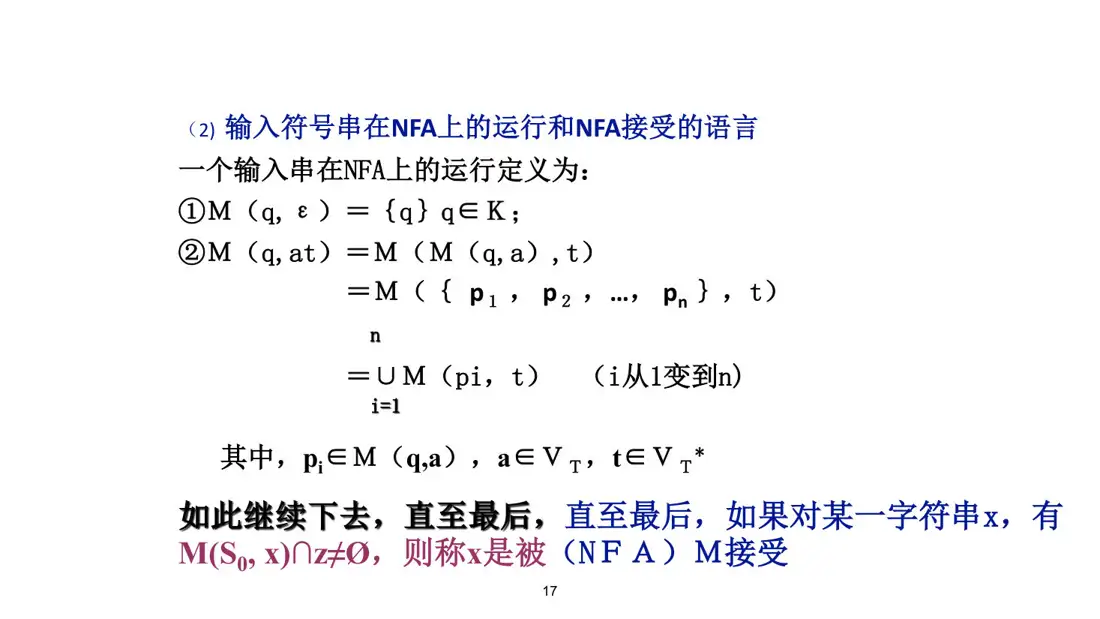 （2) 输入符号串在NFA上的运行和NFA接受的语言
一个输入串在NFA上的运行定义为：
①Ｍ（q, ε）＝｛q｝q∈Ｋ；
②Ｍ（q,at）＝Ｍ（Ｍ（q,a）,t）
＝Ｍ（｛ p₁ ， p₂ ，…， pₙ ｝，t）
n
＝∪Ｍ（pi，t） （i从1变到n)
i=1
其中，pᵢ∈Ｍ（q,a），a∈Ｖ_T，t∈Ｖ_T*
如此继续下去，直至最后，直至最后，如果对某一字符串x，有
M(S₀, x)∩z≠Ø，则称x是被（NＦＡ）Ｍ接受
17